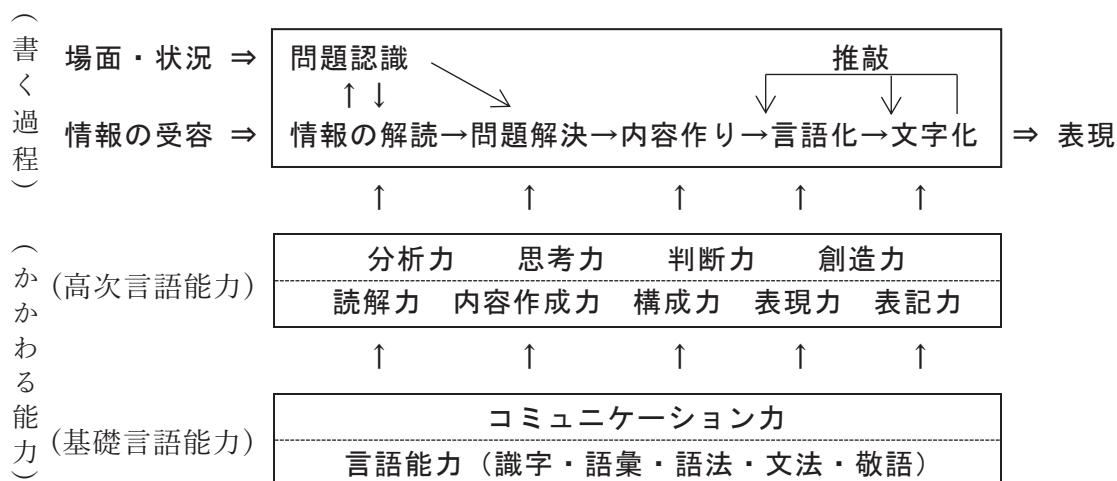 （書く過程）
場面・状況 ⇒ 問題認識 推敲
↑↓
情報の受容 ⇒ 情報の解読→問題解決→内容作り→言語化→文字化 ⇒ 表現
↑ ↑ ↑ ↑ ↑
（かかわる能力）
(高次言語能力)
分析力 思考力 判断力 創造力
読解力 内容作成力 構成力 表現力 表記力
↑ ↑ ↑ ↑ ↑
(基礎言語能力)
コミュニケーション力
言語能力（識字・語彙・語法・文法・敬語）